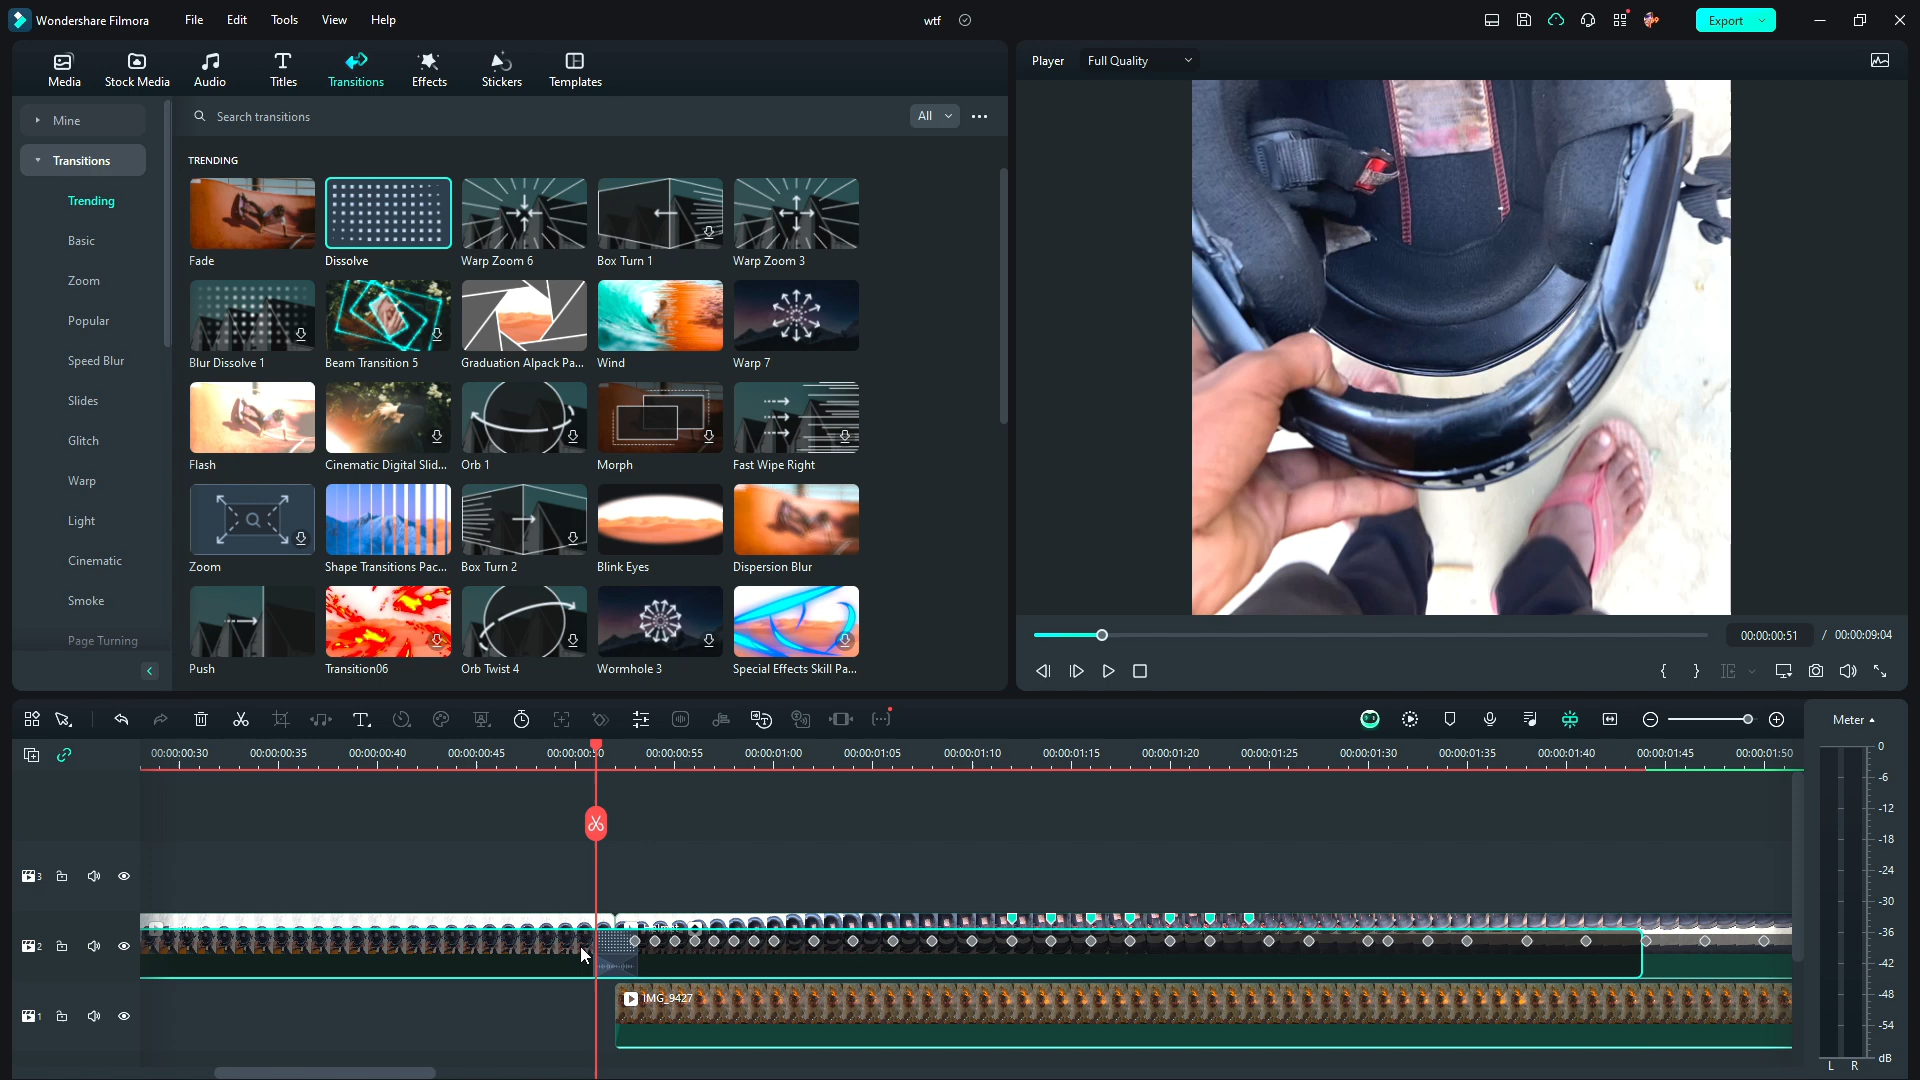 Wondershare Filmora
File
Edit
Tools
View
Help
wtf
Export
Media
Stock Media
Audio
Titles
Transitions
Effects
Stickers
Templates
Player
Full Quality
Mine
Search transitions
All
Transitions
TRENDING
Trending
Basic
Zoom
Popular
Speed Blur
Slides
Glitch
Warp
Light
Cinematic
Smoke
Page Turning
Fade
Dissolve
Warp Zoom 6
Box Turn 1
Warp Zoom 3
Blur Dissolve 1
Beam Transition 5
Graduation Alpack Pa...
Wind
Warp 7
Flash
Cinematic Digital Slid...
Orb 1
Morph
Fast Wipe Right
Zoom
Shape Transitions Pac...
Box Turn 2
Blink Eyes
Dispersion Blur
Push
Transition06
Orb Twist 4
Wormhole 3
Special Effects Skill Pa...
00:00:00:51 / 00:00:09:04
Meter
00:00:00:30
00:00:00:35
00:00:00:40
00:00:00:45
00:00:00:50
00:00:00:55
00:00:01:00
00:00:01:05
00:00:01:10
00:00:01:15
00:00:01:20
00:00:01:25
00:00:01:30
00:00:01:35
00:00:01:40
00:00:01:45
00:00:01:50
3
2
1
IMG_9427
0
-6
-12
-18
-24
-30
-36
-42
-48
-54
dB
L R